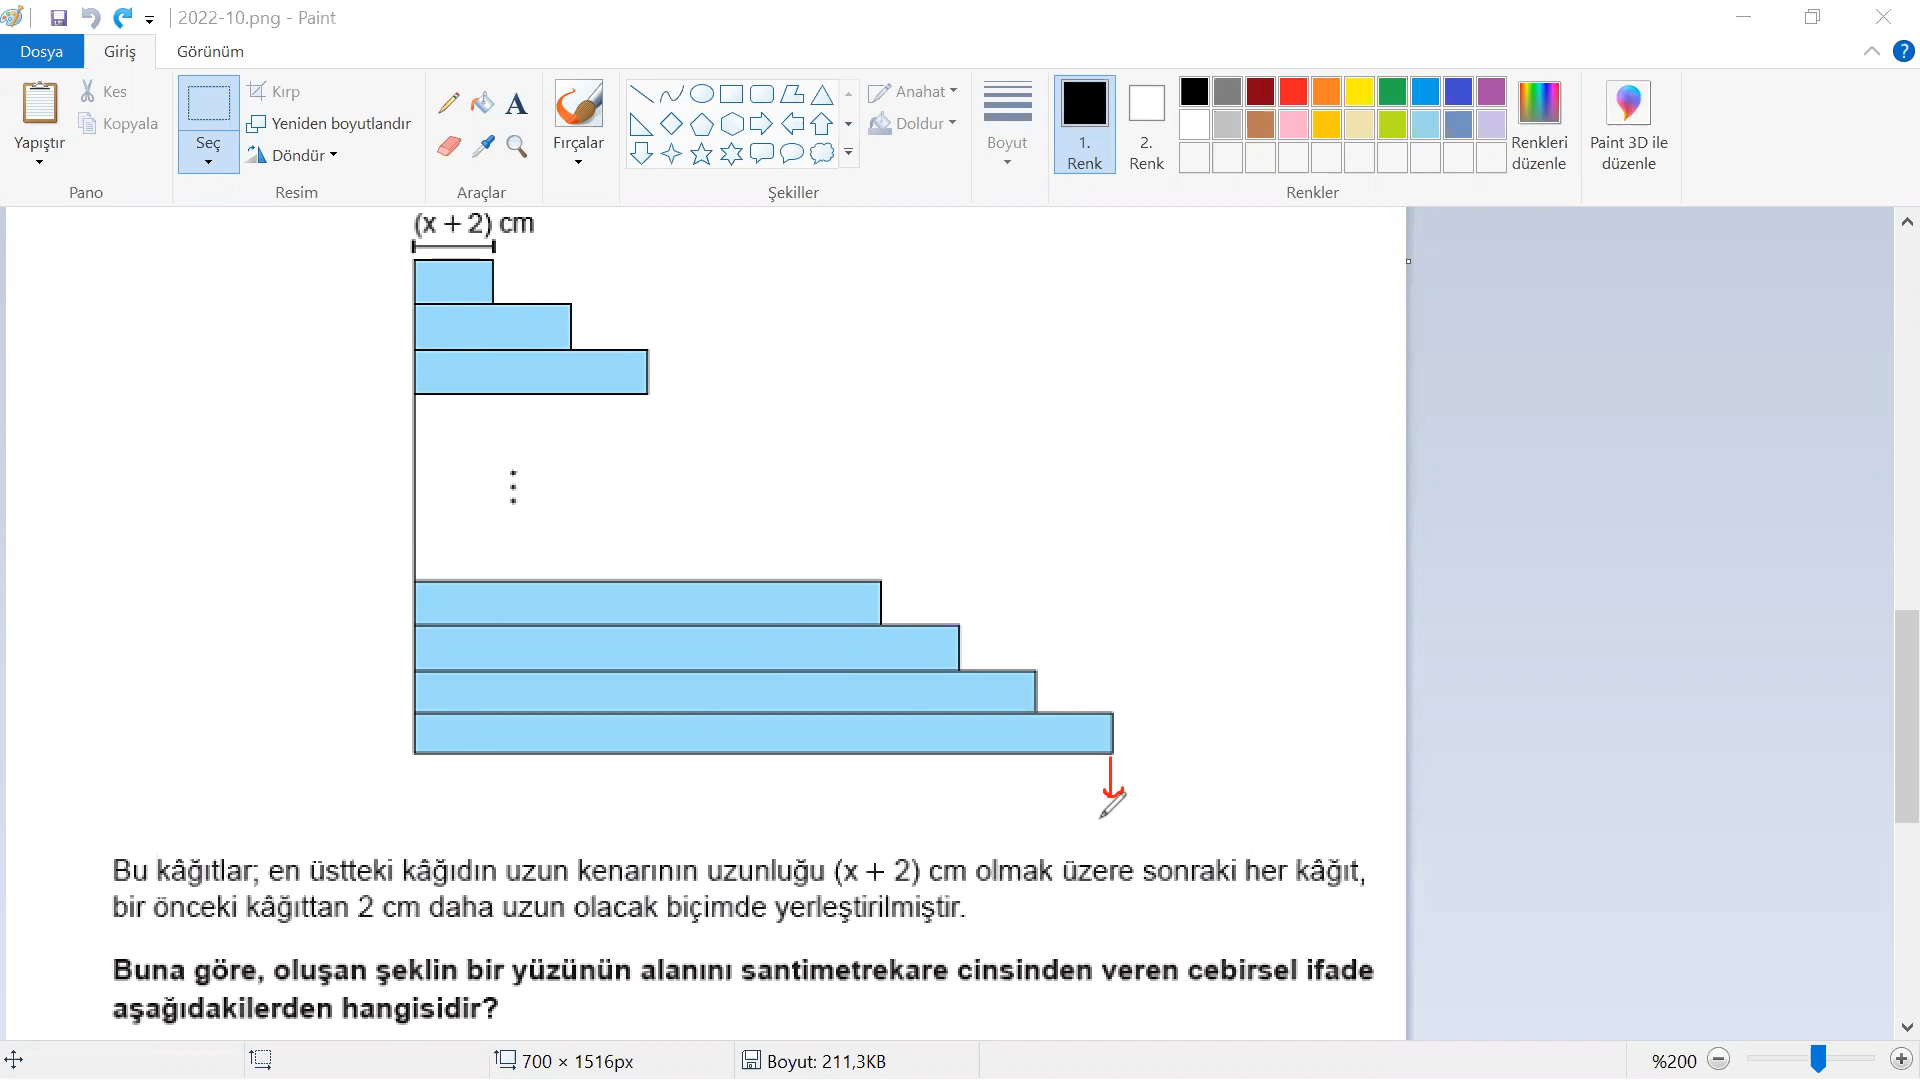 2022-10.png - Paint
Dosya
Giriş
Görünüm
Yapıştır
Kes
Kopyala
Pano
Seç
Kırp
Yeniden boyutlandır
Döndür
Resim
A
Araçlar
Fırçalar
Anahat
Doldur
Şekiller
Boyut
1.
Renk
2.
Renk
Renkleri
düzenle
Renkler
Paint 3D ile
düzenle
(x + 2) cm
Bu kâğıtlar; en üstteki kâğıdın uzun kenarının uzunluğu (x + 2) cm olmak üzere sonraki her kâğıt,
bir önceki kâğıttan 2 cm daha uzun olacak biçimde yerleştirilmiştir.
Buna göre, oluşan şeklin bir yüzünün alanını santimetrekare cinsinden veren cebirsel ifade
aşağıdakilerden hangisidir?
700 × 1516px
Boyut: 211,3KB
%200